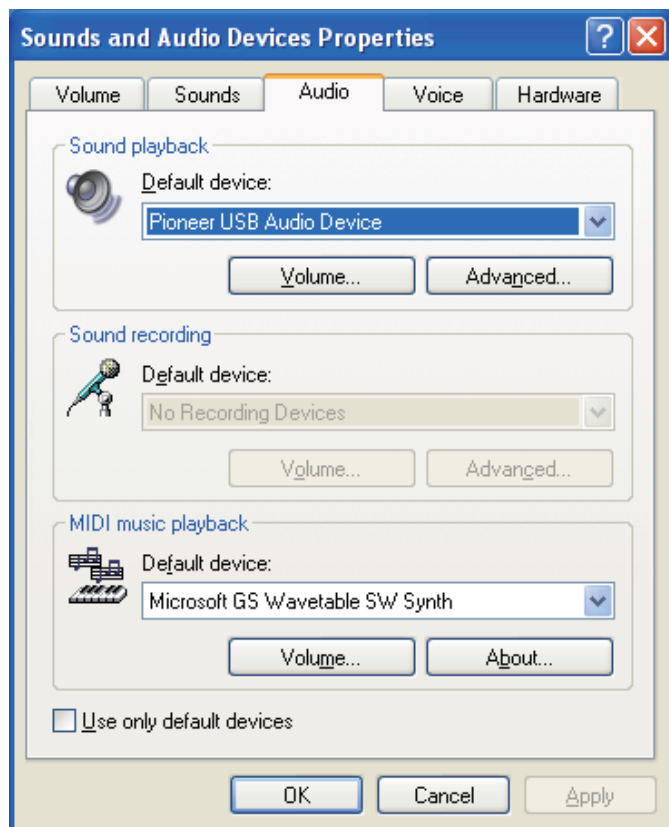 Sounds and Audio Devices Properties
Volume Sounds Audio Voice Hardware
Sound playback
Default device:
Pioneer USB Audio Device
Volume... Advanced...
Sound recording
Default device:
No Recording Devices
Volume... Advanced...
MIDI music playback
Default device:
Microsoft GS Wavetable SW Synth
Volume... About...
Use only default devices
OK Cancel Apply